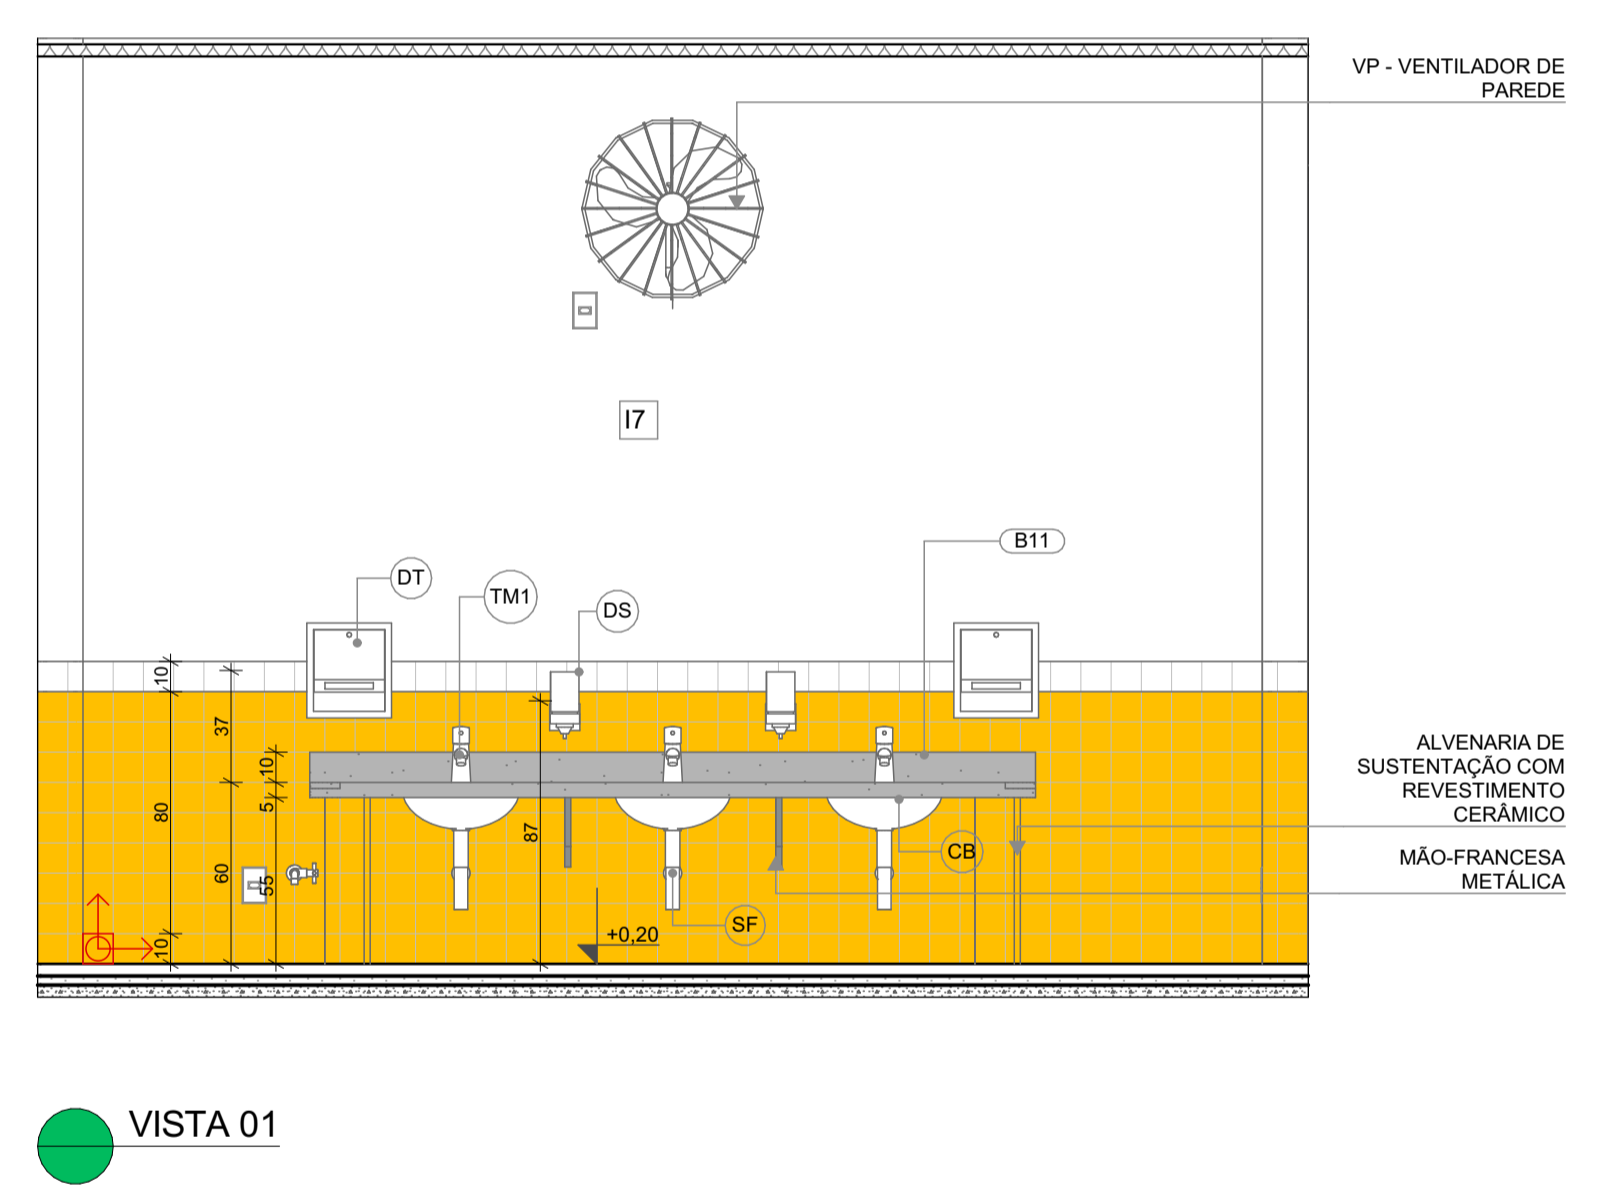 VP - VENTILADOR DE
PAREDE
I7
B11
DT
TM1
DS
10
37
10
80
5
87
60
55
10
+0,20
CB
SF
ALVENARIA DE
SUSTENTAÇÃO COM
REVESTIMENTO
CERÂMICO
MÃO-FRANCESA
METÁLICA
VISTA 01